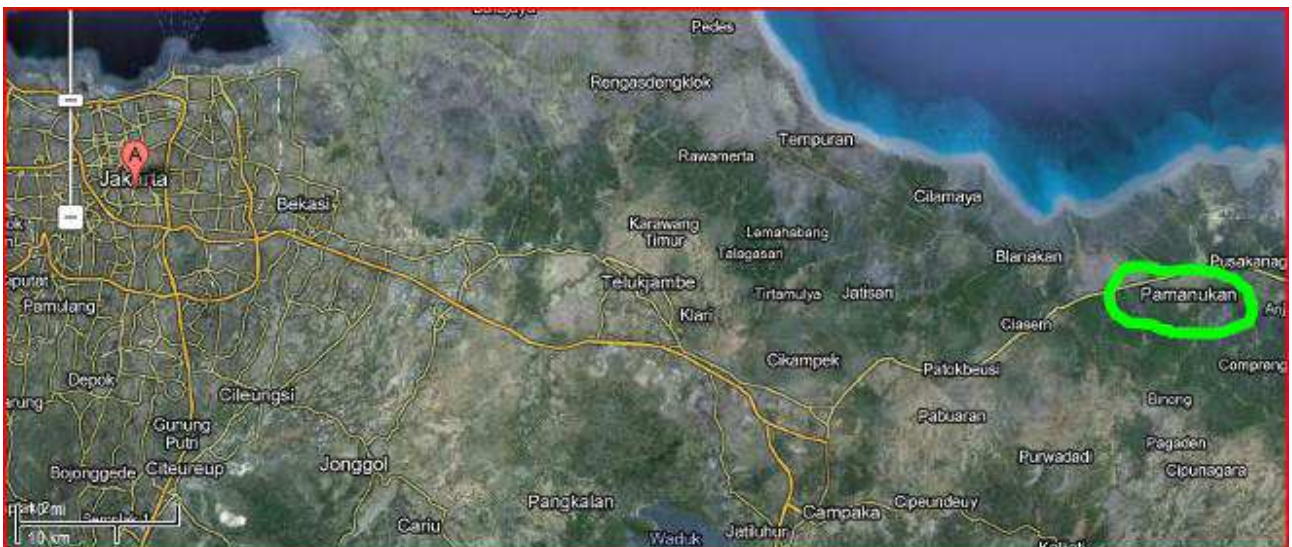 Pedes
Rengasdengklok
Tempuran
A
Jakarta
Rawamerta
Cilamaya
Bekasi
Karawang
Timur
Lemahabang
Talagasari
Blanakan
Pusakanag
Telukjambe
Tirtamulya
Jatisari
Pamanukan
Pamulang
Klari
Ciasem
Cikampek
Patokbeusi
Compreng
Depok
Cileungsi
Binong
Gunung
Putri
Pabuaran
Pagaden
Bojonggede
Citeureup
Jonggol
Purwadadi
Cipunagara
Pangkalan
Campaka
Cipeundeuy
Cariu
Waduk
Jatiluhur
10 km